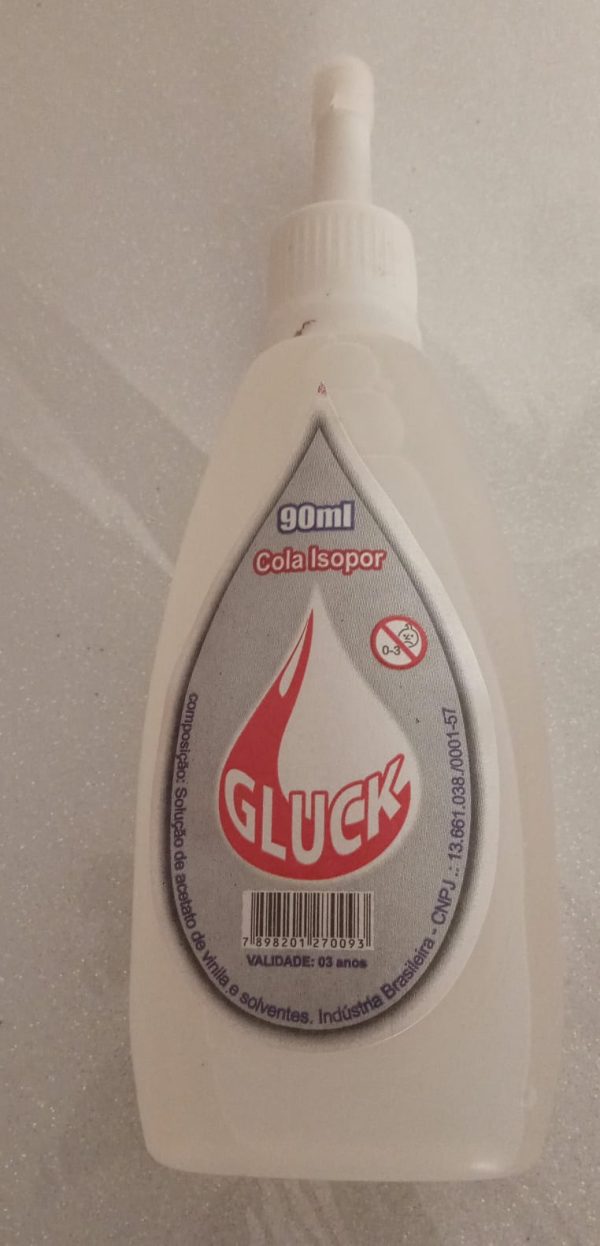 90ml
Cola Isopor
0-3
GLUCK
7 898201 270093
VALIDADE: 03 anos
composição: Solução de acetato de vinila e solventes. Indústria Brasileira - CNPJ .: 13.661.038./0001-57